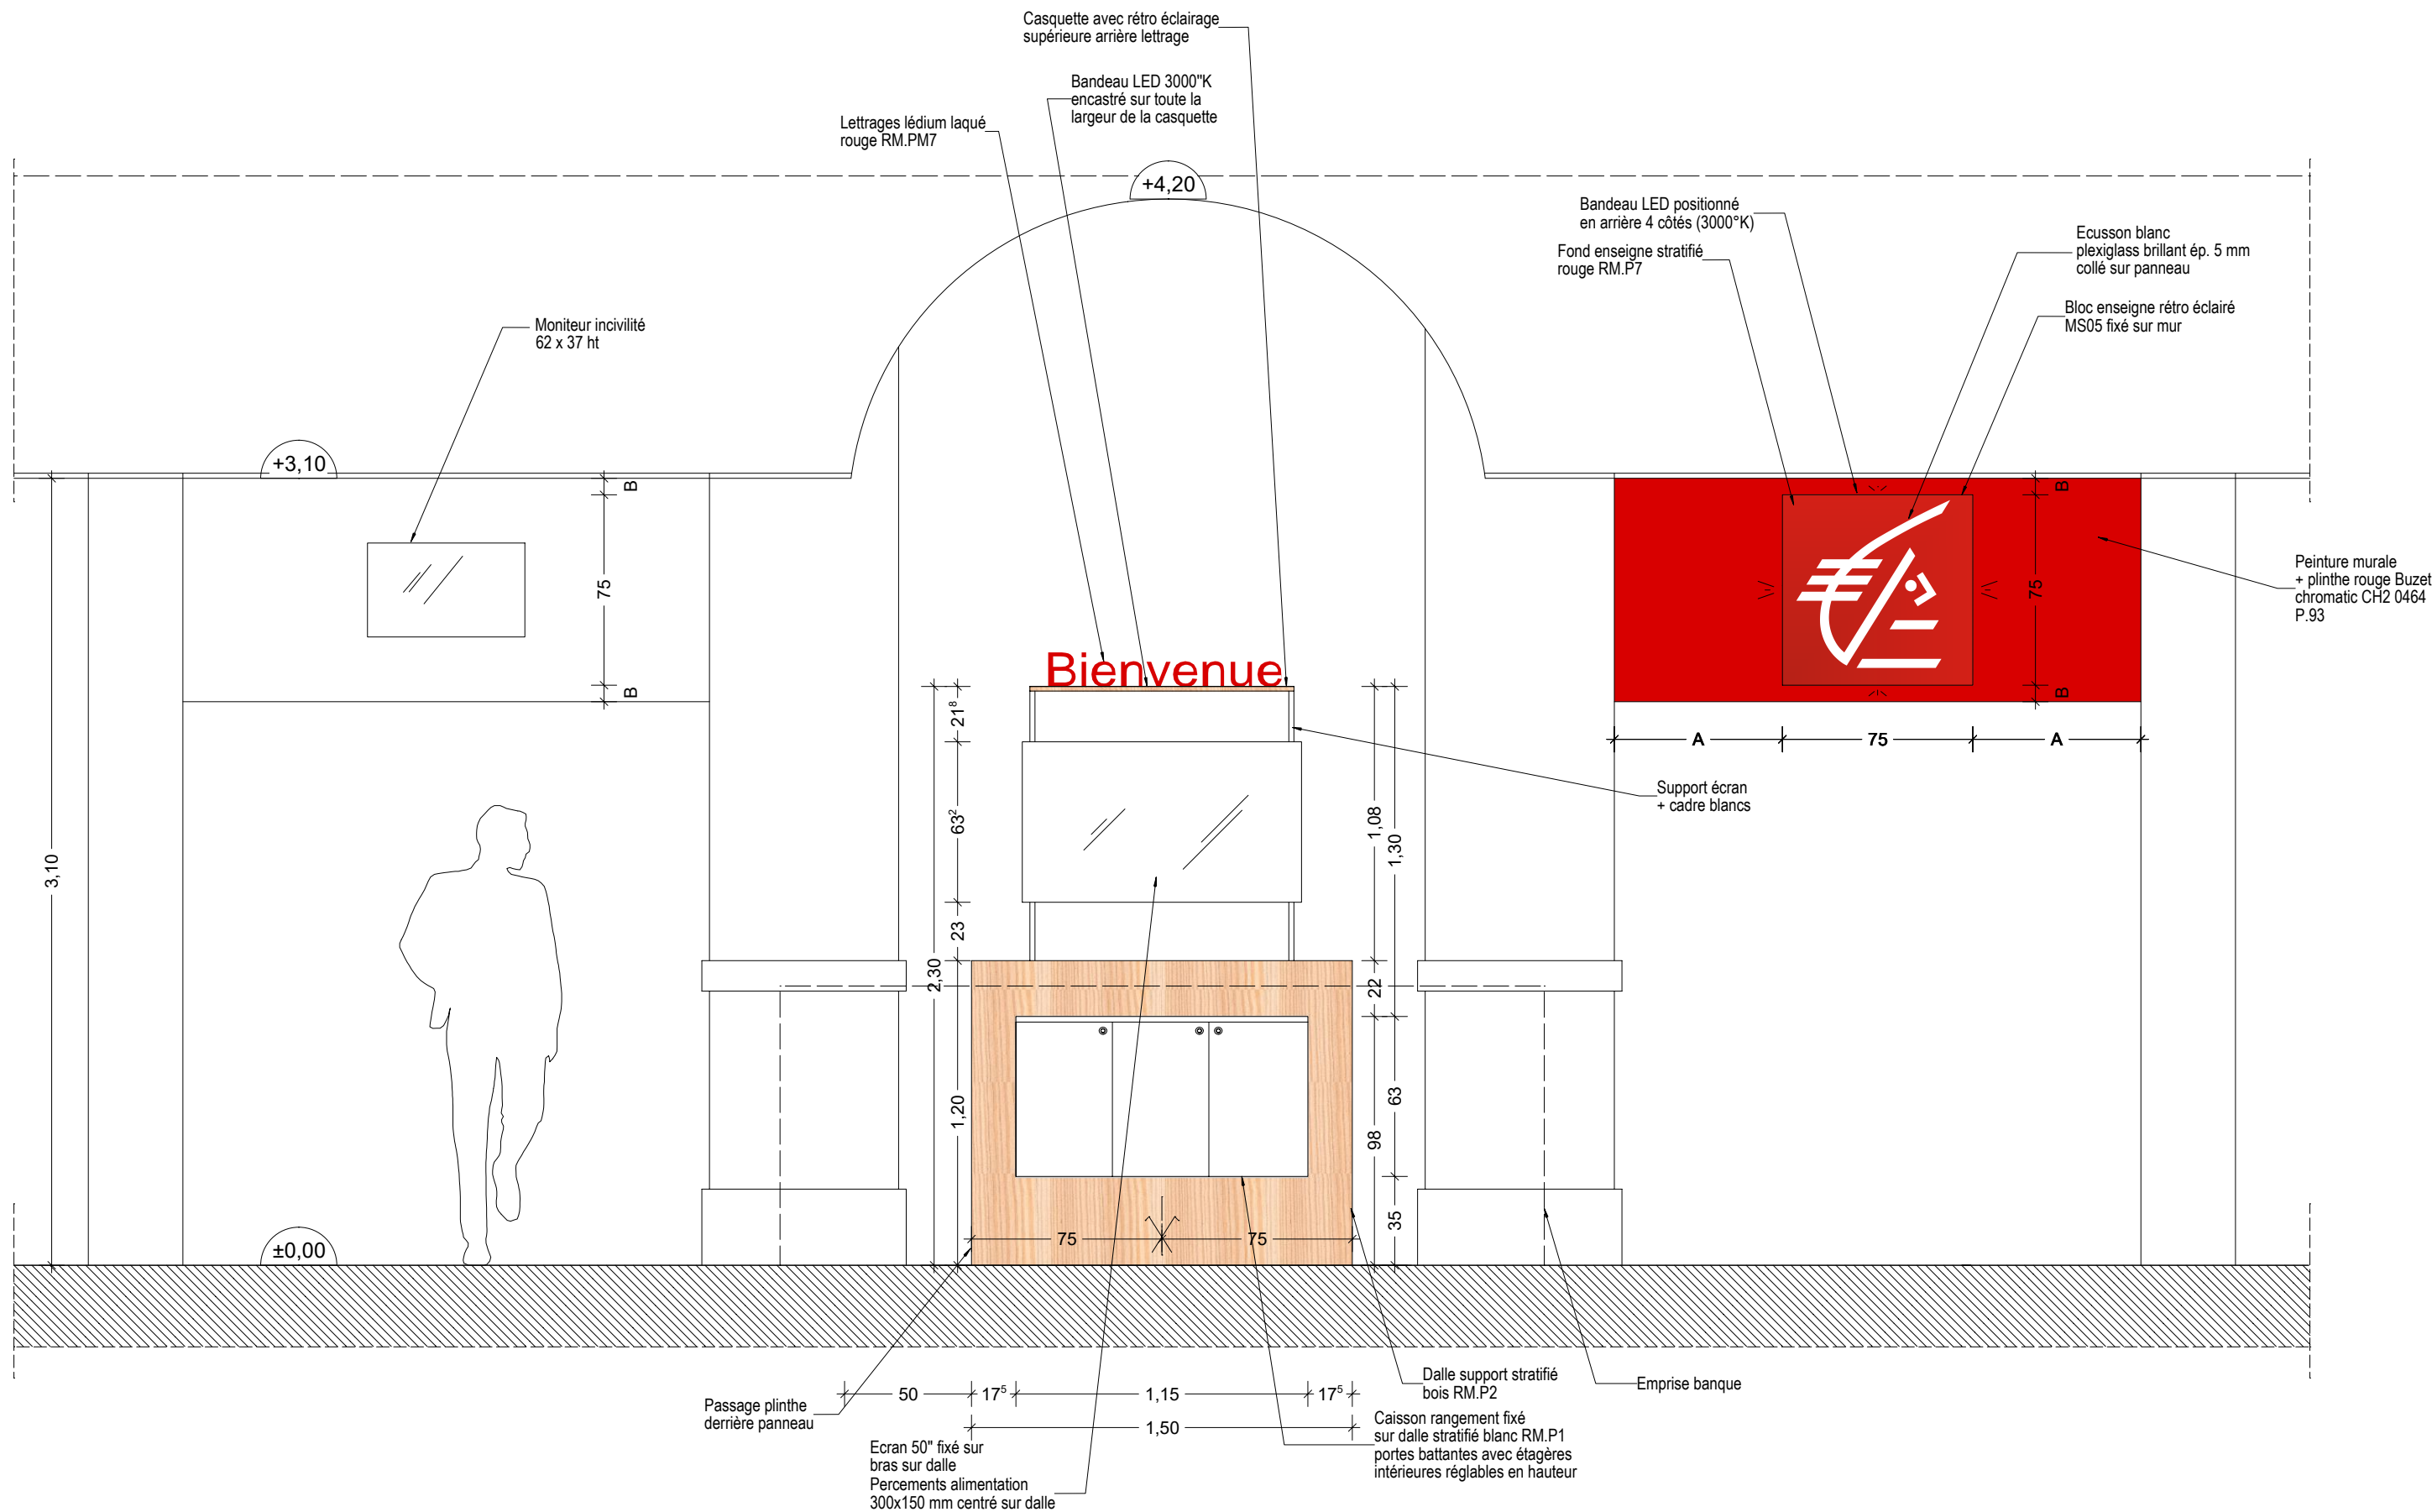 Casquette avec rétro éclairage
supérieure arrière lettrage
Bandeau LED 3000"K
encastré sur toute la
largeur de la casquette
Lettrages lédium laqué
rouge RM.PM7
+4,20
Bandeau LED positionné
en arrière 4 côtés (3000°K)
Fond enseigne stratifié
rouge RM.P7
Ecusson blanc
plexiglass brillant ép. 5 mm
collé sur panneau
Bloc enseigne rétro éclairé
MS05 fixé sur mur
Moniteur incivilité
62 x 37 ht
+3,10
B
75
B
B
75
B
Peinture murale
+ plinthe rouge Buzet
chromatic CH2 0464
P.93
Bienvenue
A
75
A
Support écran
+ cadre blancs
3,10
2,30
21⁸
63²
23
1,20
1,08
22
98
1,30
63
35
75
75
±0,00
50
17⁵
1,15
17⁵
1,50
Passage plinthe
derrière panneau
Ecran 50" fixé sur
bras sur dalle
Percements alimentation
300x150 mm centré sur dalle
Dalle support stratifié
bois RM.P2
Caisson rangement fixé
sur dalle stratifié blanc RM.P1
portes battantes avec étagères
intérieures réglables en hauteur
Emprise banque